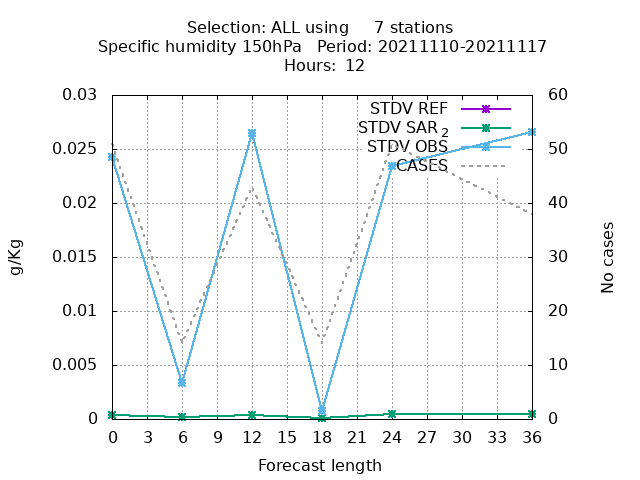 Selection: ALL using     7 stations
Specific humidity 150hPa   Period: 20211110-20211117
Hours: 12
0.03
0.025
0.02
0.015
0.01
0.005
0
60
50
40
30
20
10
0
STDV REF
STDV SAR 2
STDV OBS
CASES
g/Kg
No cases
0 3 6 9 12 15 18 21 24 27 30 33 36
Forecast length